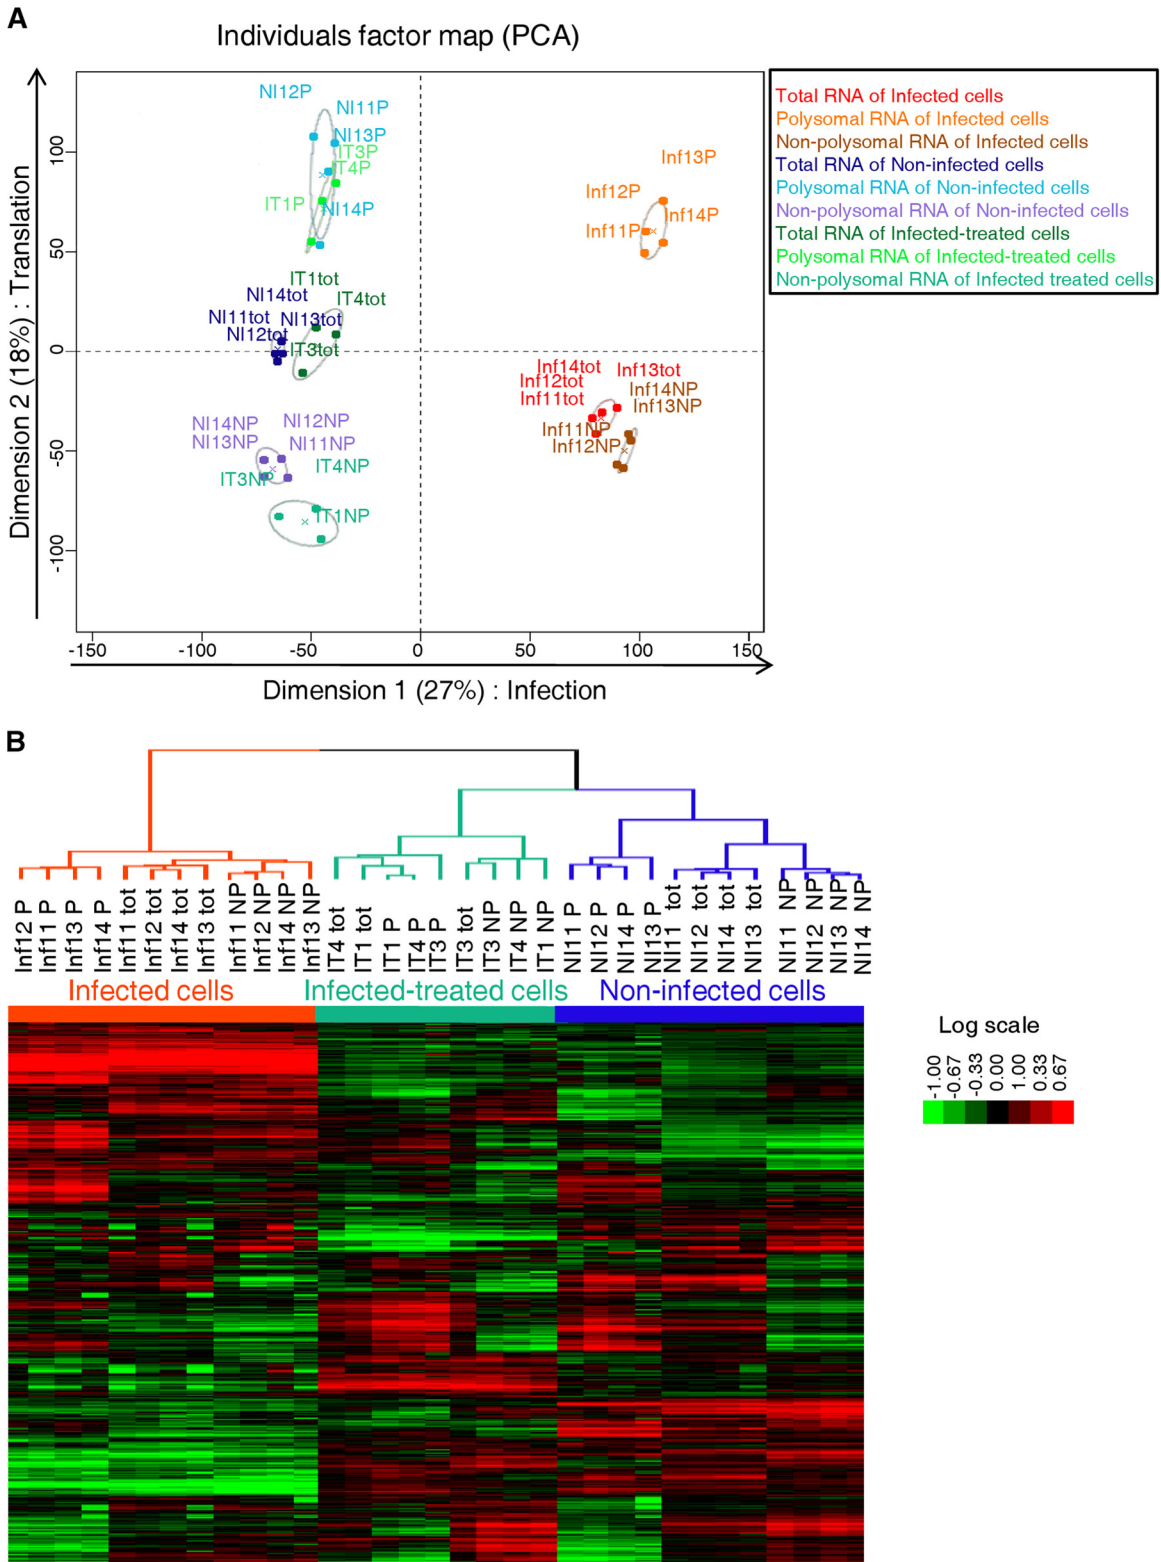 A
Individuals factor map (PCA)
Dimension 2 (18%) : Translation
100
50
0
-50
-100
NI12P
NI11P
NI13P
IT3P
IT4P
IT1P
NI14P
Inf13P
Inf12P
Inf14P
Inf11P
IT1tot
NI14tot
IT4tot
NI11tot NI13tot
NI12tot
IT3tot
Inf14tot
Inf13tot
Inf12tot
Inf14NP
Inf11tot
Inf13NP
Inf11NP
Inf12NP
NI14NP
NI12NP
NI13NP
NI11NP
IT4NP
IT3NP
IT1NP
-150
-100
-50
0
50
100
150
Dimension 1 (27%) : Infection
Total RNA of Infected cells
Polysomal RNA of Infected cells
Non-polysomal RNA of Infected cells
Total RNA of Non-infected cells
Polysomal RNA of Non-infected cells
Non-polysomal RNA of Non-infected cells
Total RNA of Infected-treated cells
Polysomal RNA of Infected-treated cells
Non-polysomal RNA of Infected treated cells
B
Inf12 P
Inf11 P
Inf13 P
Inf14 P
Inf11 tot
Inf12 tot
Inf14 tot
Inf13 tot
Inf11 NP
Inf12 NP
Inf14 NP
Inf13 NP
IT4 tot
IT1 tot
IT1 P
IT4 P
IT3 P
IT3 tot
IT3 NP
IT4 NP
IT1 NP
NI11 P
NI12 P
NI14 P
NI13 P
NI11 tot
NI12 tot
NI14 tot
NI13 tot
NI11 NP
NI12 NP
NI13 NP
NI14 NP
Infected cells
Infected-treated cells
Non-infected cells
Log scale
-1.00
-0.67
-0.33
0.00
1.00
0.33
0.67